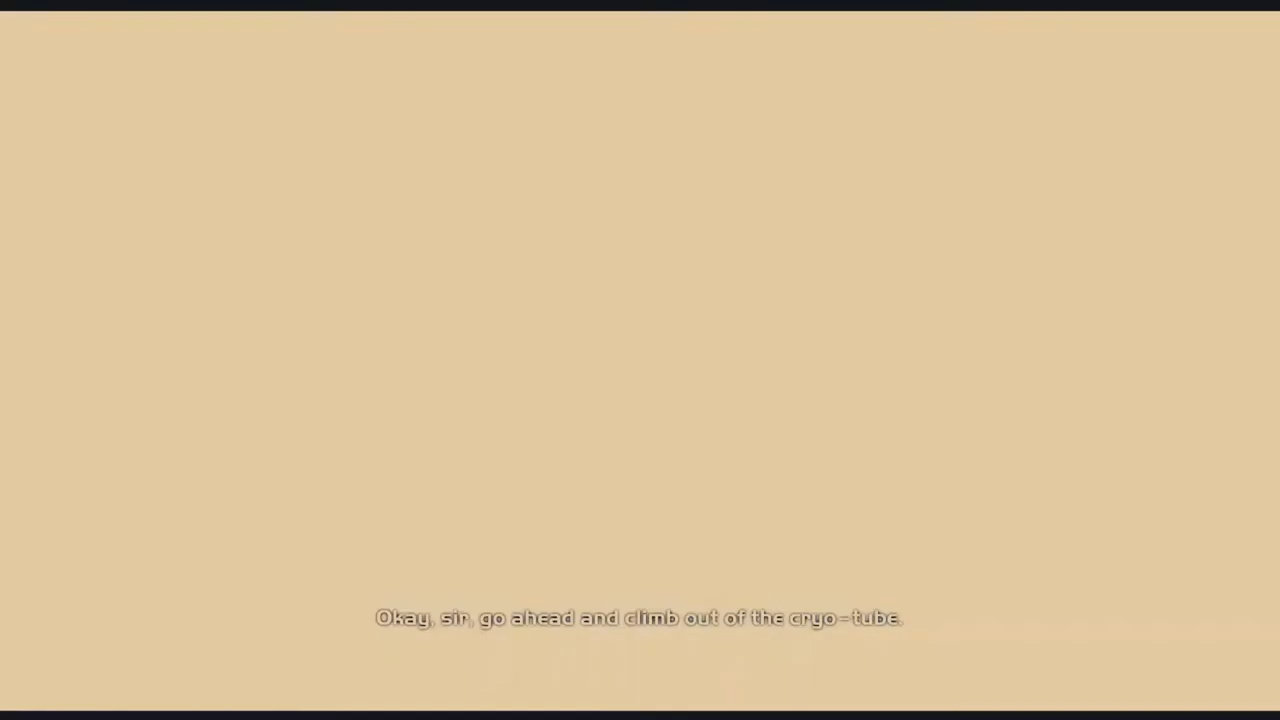 Okay, sir, go ahead and climb out of the cryo-tube.